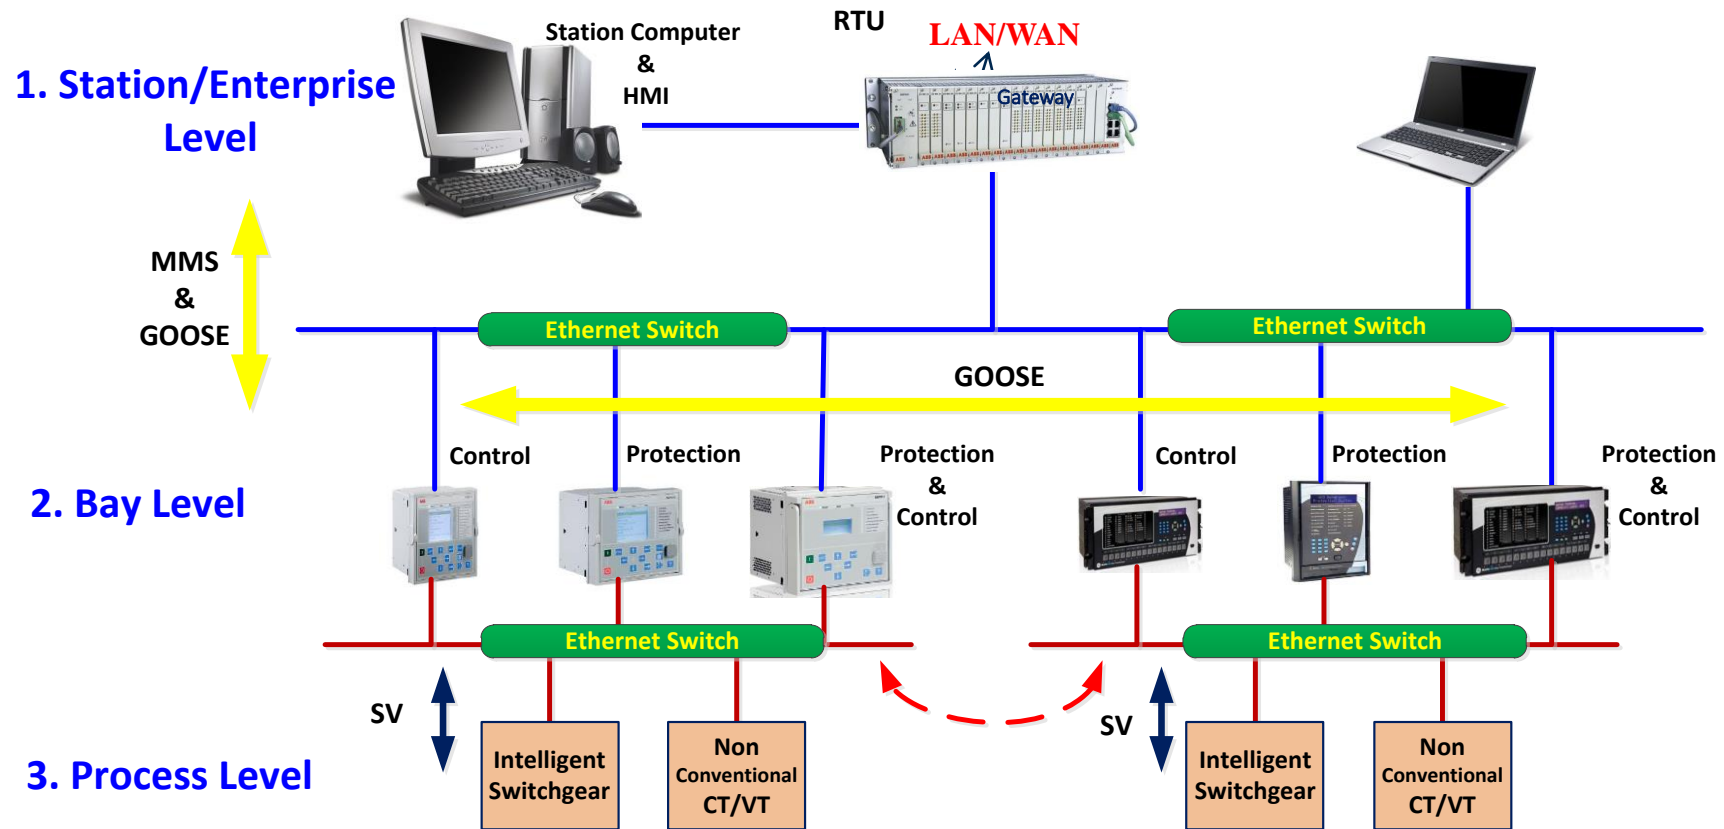 Station Computer
&
HMI
RTU
LAN/WAN
Gateway
1. Station/Enterprise
Level
MMS
&
GOOSE
Ethernet Switch
Ethernet Switch
GOOSE
Control
Protection
Protection
&
Control
Control
Protection
Protection
&
Control
2. Bay Level
Ethernet Switch
Ethernet Switch
SV
SV
3. Process Level
Intelligent
Switchgear
Non
Conventional
CT/VT
Intelligent
Switchgear
Non
Conventional
CT/VT